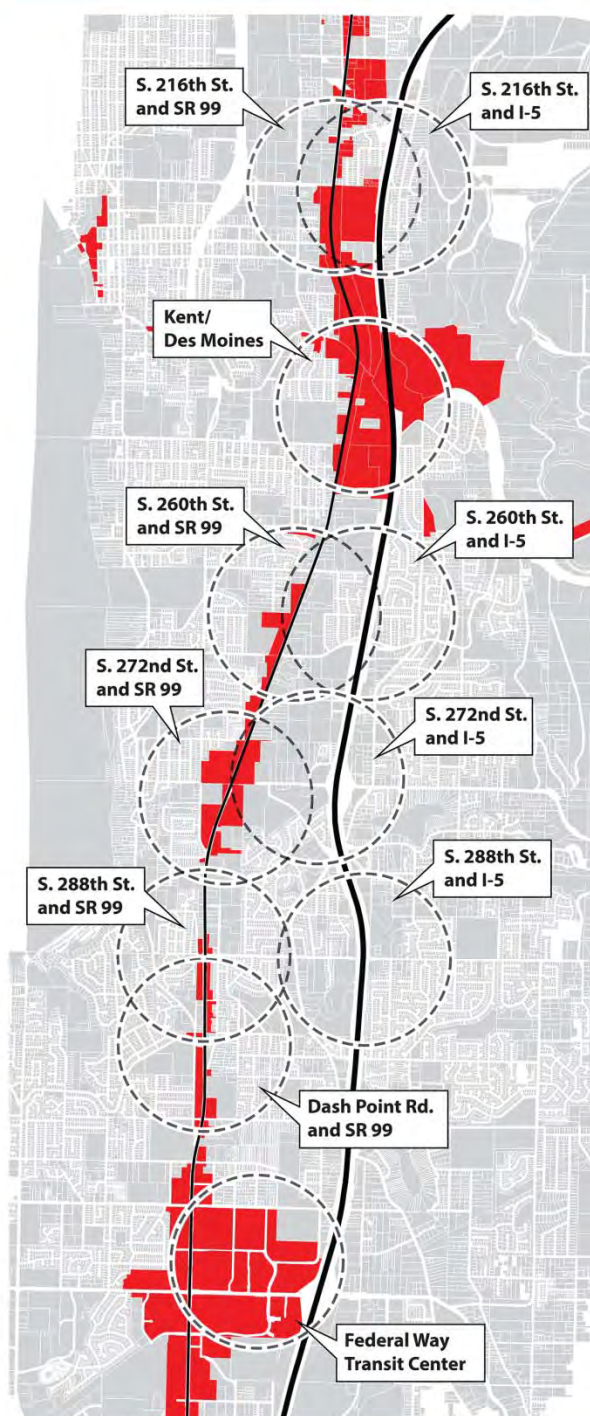 S. 216th St.
and SR 99
S. 216th St.
and I-5
Kent/
Des Moines
S. 260th St.
and SR 99
S. 260th St.
and I-5
S. 272nd St.
and SR 99
S. 272nd St.
and I-5
S. 288th St.
and SR 99
S. 288th St.
and I-5
Dash Point Rd.
and SR 99
Federal Way
Transit Center